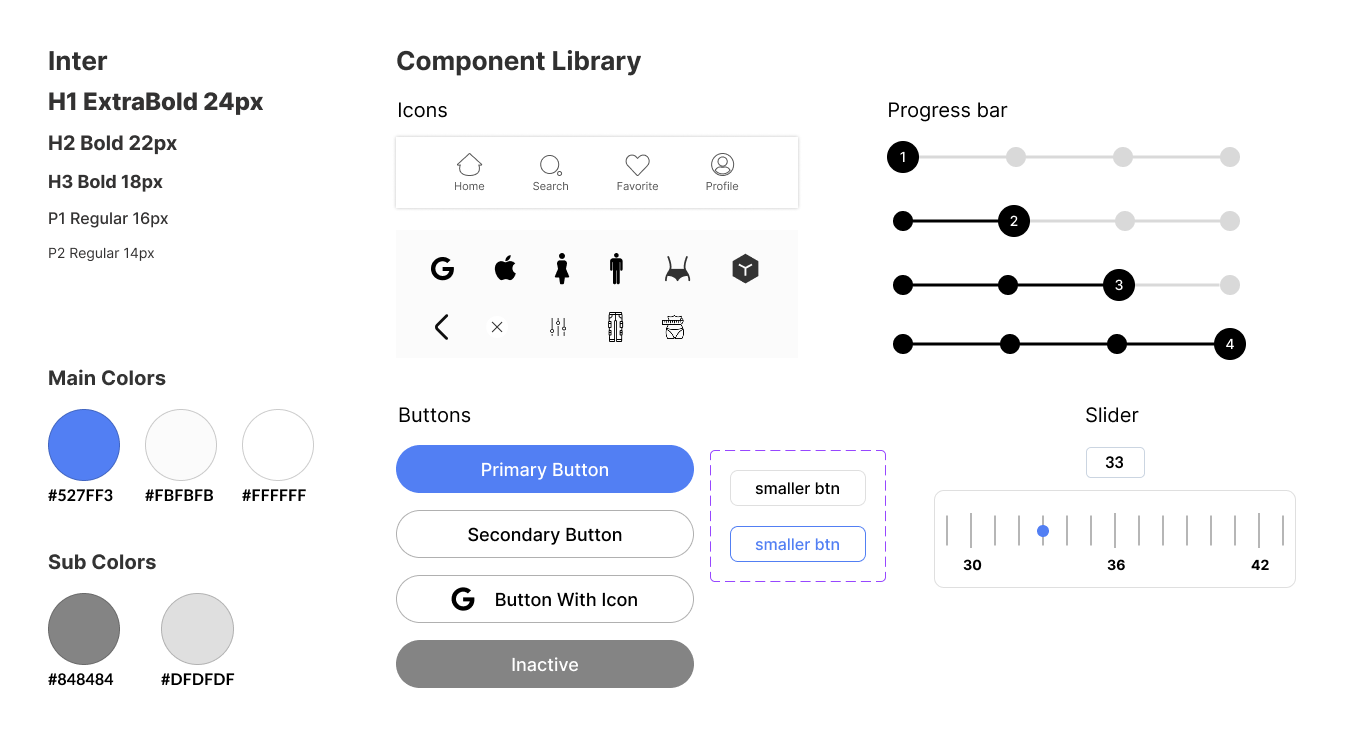 Inter
H1 ExtraBold 24px
H2 Bold 22px
H3 Bold 18px
P1 Regular 16px
P2 Regular 14px
Main Colors
#527FF3 #FBFBFB #FFFFFF
Sub Colors
#848484 #DFDFDF
Component Library
Icons
Home Search Favorite Profile
Progress bar
1
2
3
4
Buttons
Primary Button
Secondary Button
Button With Icon
Inactive
smaller btn
smaller btn
Slider
33
30 36 42